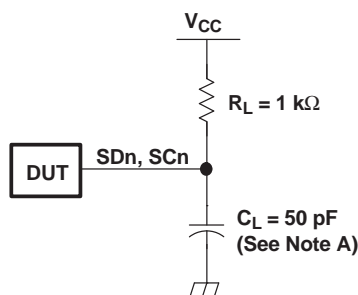 VCC
RL = 1 kΩ
DUT
SDn, SCn
CL = 50 pF
(See Note A)